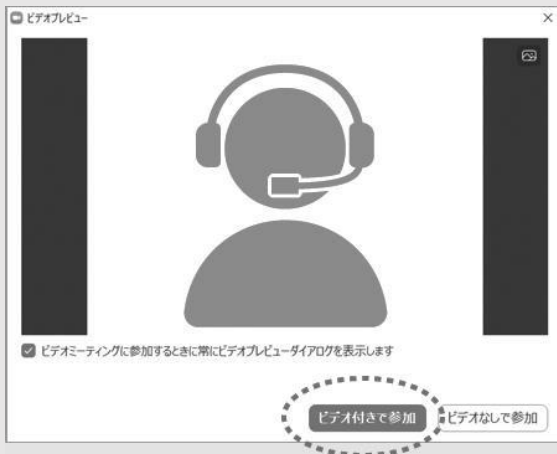 ビデオプレビュー
ビデオミーティングに参加するときに常にビデオプレビューダイアログを表示します
ビデオ付きで参加
ビデオなしで参加